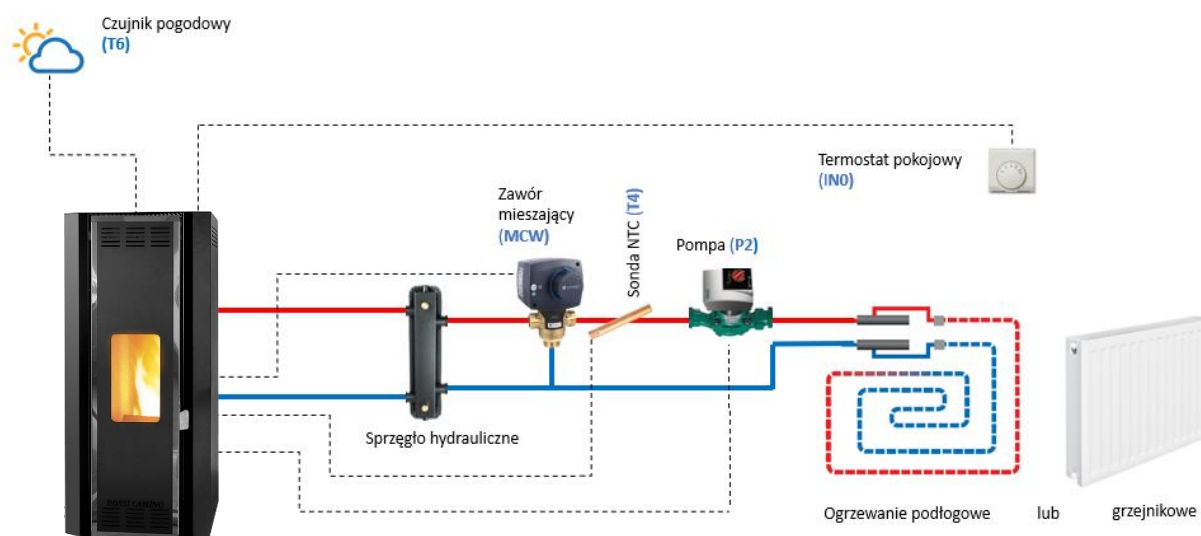 Czujnik pogodowy
(T6)
Termostat pokojowy
(IN0)
Zawór
mieszający
(MCW)
Sonda NTC (T4)
Pompa (P2)
Sprzęgło hydrauliczne
Ogrzewanie podłogowe lub grzejnikowe